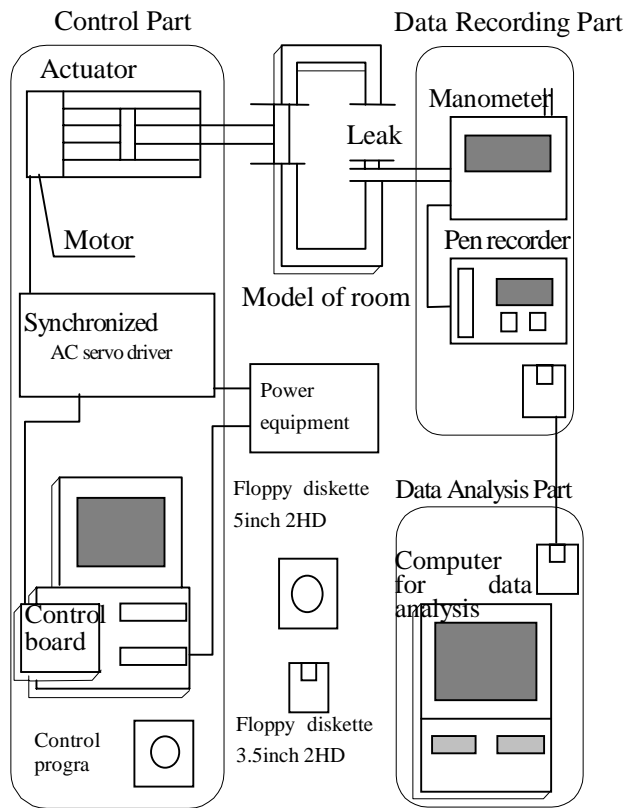 Control Part
Data Recording Part
Actuator
Manometer
Leak
Motor
Pen recorder
Model of room
Synchronized
AC servo driver
Power
equipment
Floppy diskette
5inch 2HD
Data Analysis Part
Computer
for data
analysis
Control
board
Floppy diskette
3.5inch 2HD
Control
progra